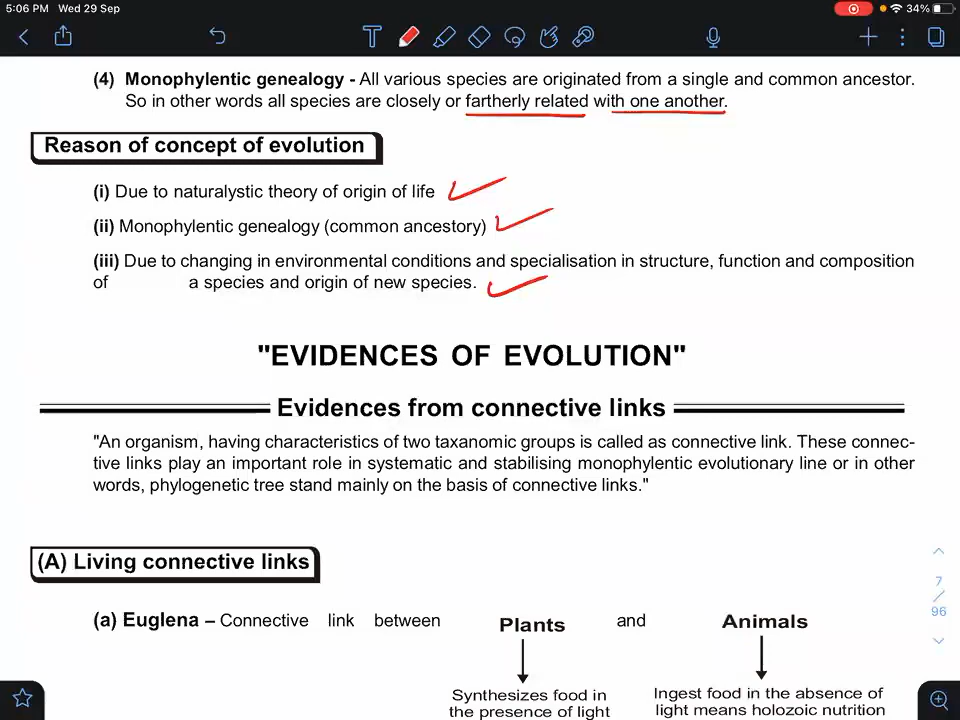 5:06 PM Wed 29 Sep
34%
(4) Monophylentic genealogy - All various species are originated from a single and common ancestor.
So in other words all species are closely or fartherly related with one another.
Reason of concept of evolution
(i) Due to naturalystic theory of origin of life
(ii) Monophylentic genealogy (common ancestory)
(iii) Due to changing in environmental conditions and specialisation in structure, function and composition
of a species and origin of new species.
"EVIDENCES OF EVOLUTION"
Evidences from connective links
"An organism, having characteristics of two taxanomic groups is called as connective link. These connec-
tive links play an important role in systematic and stabilising monophylentic evolutionary line or in other
words, phylogenetic tree stand mainly on the basis of connective links."
(A) Living connective links
7
/
96
(a) Euglena – Connective link between Plants and Animals
Synthesizes food in Ingest food in the absence of
the presence of light light means holozoic nutrition